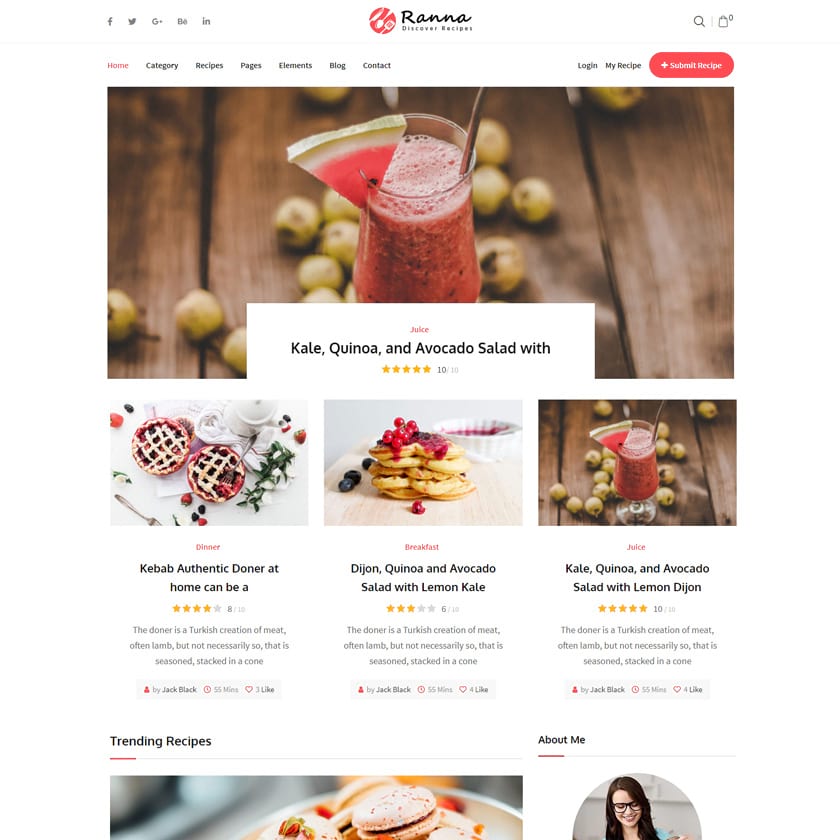 Ranna
Discover Recipes
0
Home Category Recipes Pages Elements Blog Contact
Login My Recipe + Submit Recipe
Juice
Kale, Quinoa, and Avocado Salad with
10/ 10
Dinner
Kebab Authentic Doner at
home can be a
8 / 10
The doner is a Turkish creation of meat,
often lamb, but not necessarily so, that is
seasoned, stacked in a cone
by Jack Black 55 Mins 3 Like
Breakfast
Dijon, Quinoa and Avocado
Salad with Lemon Kale
6 / 10
The doner is a Turkish creation of meat,
often lamb, but not necessarily so, that is
seasoned, stacked in a cone
by Jack Black 55 Mins 4 Like
Juice
Kale, Quinoa, and Avocado
Salad with Lemon Dijon
10 / 10
The doner is a Turkish creation of meat,
often lamb, but not necessarily so, that is
seasoned, stacked in a cone
by Jack Black 55 Mins 4 Like
Trending Recipes
About Me